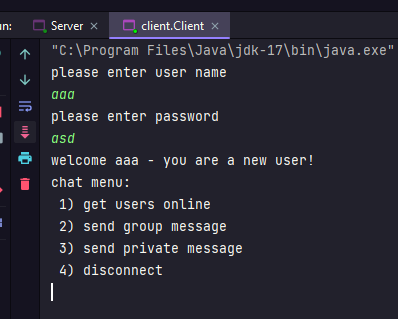 un: Server × client.Client ×
"C:\Program Files\Java\jdk-17\bin\java.exe"
please enter user name
aaa
please enter password
asd
welcome aaa - you are a new user!
chat menu:
1) get users online
2) send group message
3) send private message
4) disconnect